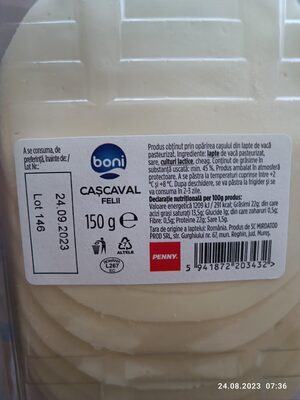 A se consuma, de
preferință, înainte de: /
Lot Nr.:
24.09.2023
Lot 146
boni
CAȘCAVAL
FELII
150 g e
PENNY.
ALTELE
L267
Produs obținut prin opărirea cașului din lapte de vacă
pasteurizat. Ingrediente: lapte de vacă pasteurizat,
sare, culturi lactice, cheag. Conținut de grăsime în
substanța uscată: min. 45 %. Produs ambalat în atmosferă
protectoare. A se păstra la temperaturi cuprinse între +2
°C și +8 °C. După deschidere, se va păstra la frigider și se
va consuma în 2-3 zile.
Declarație nutrițională per 100g produs:
Valoare energetică 1209 kJ / 291 kcal; Grăsimi 22g; din care
acizi grași saturați 13,5g; Glucide 1g; din care zaharuri 0,5g;
Fibre: 0,5g; Proteine 22g; Sare 1,5g.
Țara de origine a laptelui: România. Produs de SC MIRDATOD
PROD SRL, str. Gurghiului nr. 67, mun. Reghin, Jud. Mureș.
5 941872 203432
24.08.2023 07:36